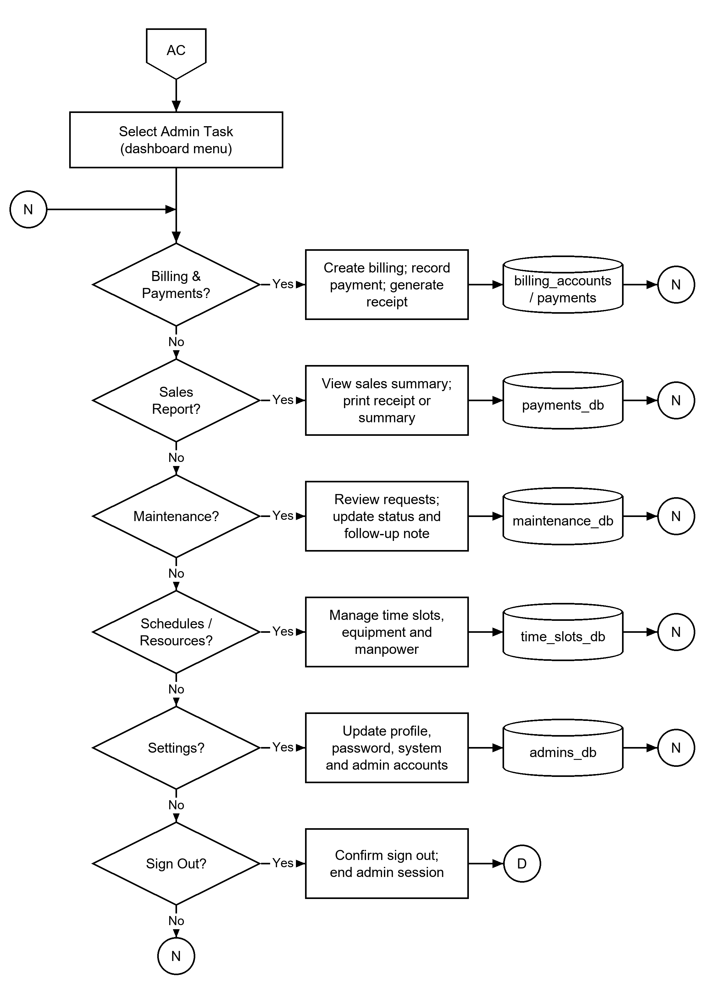 AC
Select Admin Task
(dashboard menu)
N
Billing &
Payments?
Yes
Create billing; record
payment; generate
receipt
billing_accounts
/ payments
N
No
Sales
Report?
Yes
View sales summary;
print receipt or
summary
payments_db
N
No
Maintenance?
Yes
Review requests;
update status and
follow-up note
maintenance_db
N
No
Schedules /
Resources?
Yes
Manage time slots,
equipment and
manpower
time_slots_db
N
No
Settings?
Yes
Update profile,
password, system
and admin accounts
admins_db
N
No
Sign Out?
Yes
Confirm sign out;
end admin session
D
No
N